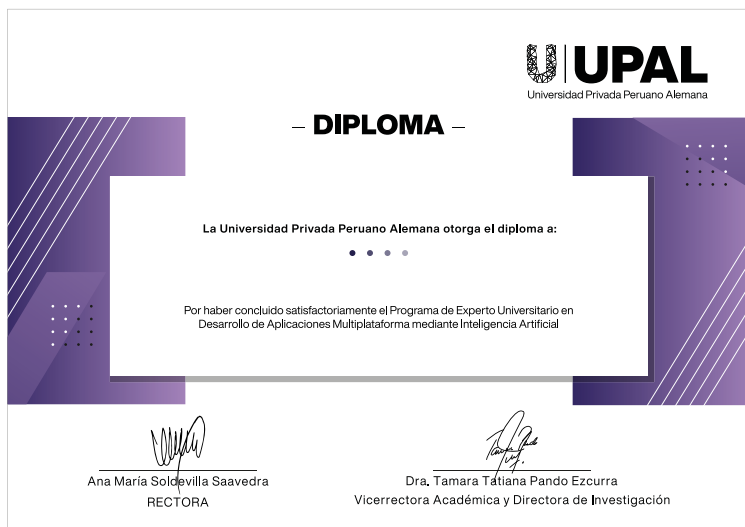 UPAL
Universidad Privada Peruano Alemana
– DIPLOMA –
La Universidad Privada Peruano Alemana otorga el diploma a:
Por haber concluido satisfactoriamente el Programa de Experto Universitario en
Desarrollo de Aplicaciones Multiplataforma mediante Inteligencia Artificial
Ana María Soldevilla Saavedra
RECTORA
Dra. Tamara Tatiana Pando Ezcurra
Vicerrectora Académica y Directora de Investigación